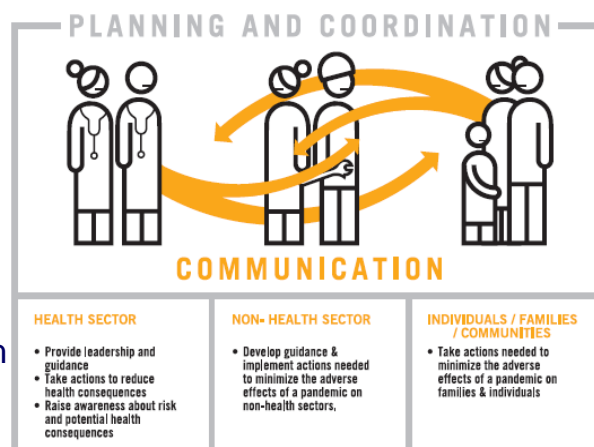 PLANNING AND COORDINATION
COMMUNICATION
HEALTH SECTOR
• Provide leadership and
guidance
• Take actions to reduce
health consequences
• Raise awareness about risk
and potential health
consequences
NON- HEALTH SECTOR
• Develop guidance &
implement actions needed
to minimize the adverse
effects of a pandemic on
non-health sectors,
INDIVIDUALS / FAMILIES
/ COMMUNITIES
• Take actions needed to
minimize the adverse
effects of a pandemic on
families & individuals